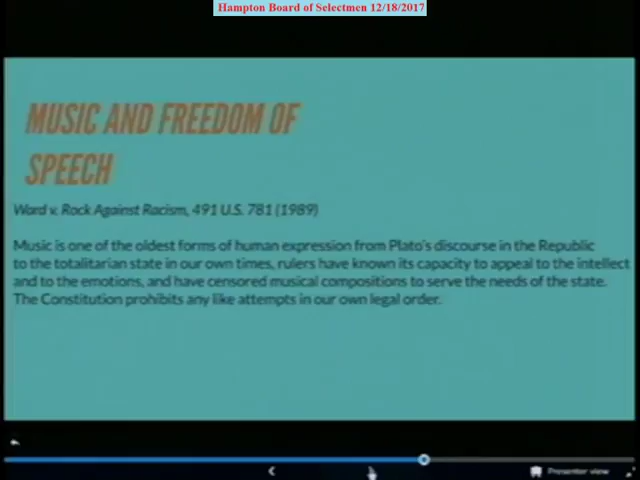 Hampton Board of Selectmen 12/18/2017
MUSIC AND FREEDOM OF
SPEECH
Ward v. Rock Against Racism, 491 U.S. 781 (1989)
Music is one of the oldest forms of human expression from Plato's discourse in the Republic
to the totalitarian state in our own times, rulers have known its capacity to appeal to the intellect
and to the emotions, and have censored musical compositions to serve the needs of the state.
The Constitution prohibits any like attempts in our own legal order.
Presenter view